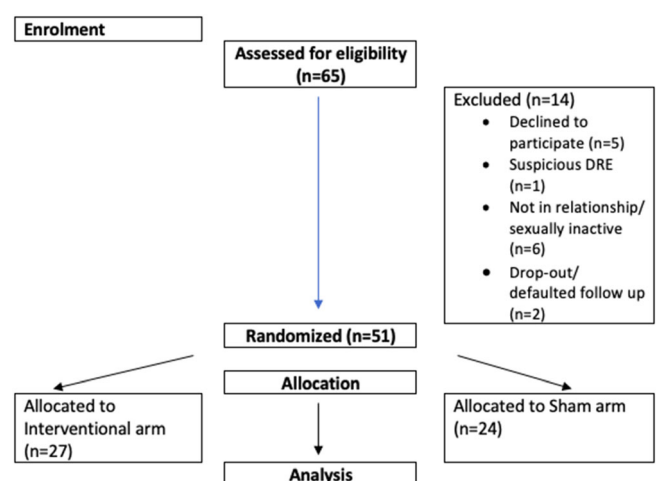 Enrolment
Assessed for eligibility
(n=65)
Excluded (n=14)
• Declined to
participate (n=5)
• Suspicious DRE
(n=1)
• Not in relationship/
sexually inactive
(n=6)
• Drop-out/
defaulted follow up
(n=2)
Randomized (n=51)
Allocation
Allocated to
Interventional arm
(n=27)
Allocated to Sham arm
(n=24)
Analysis